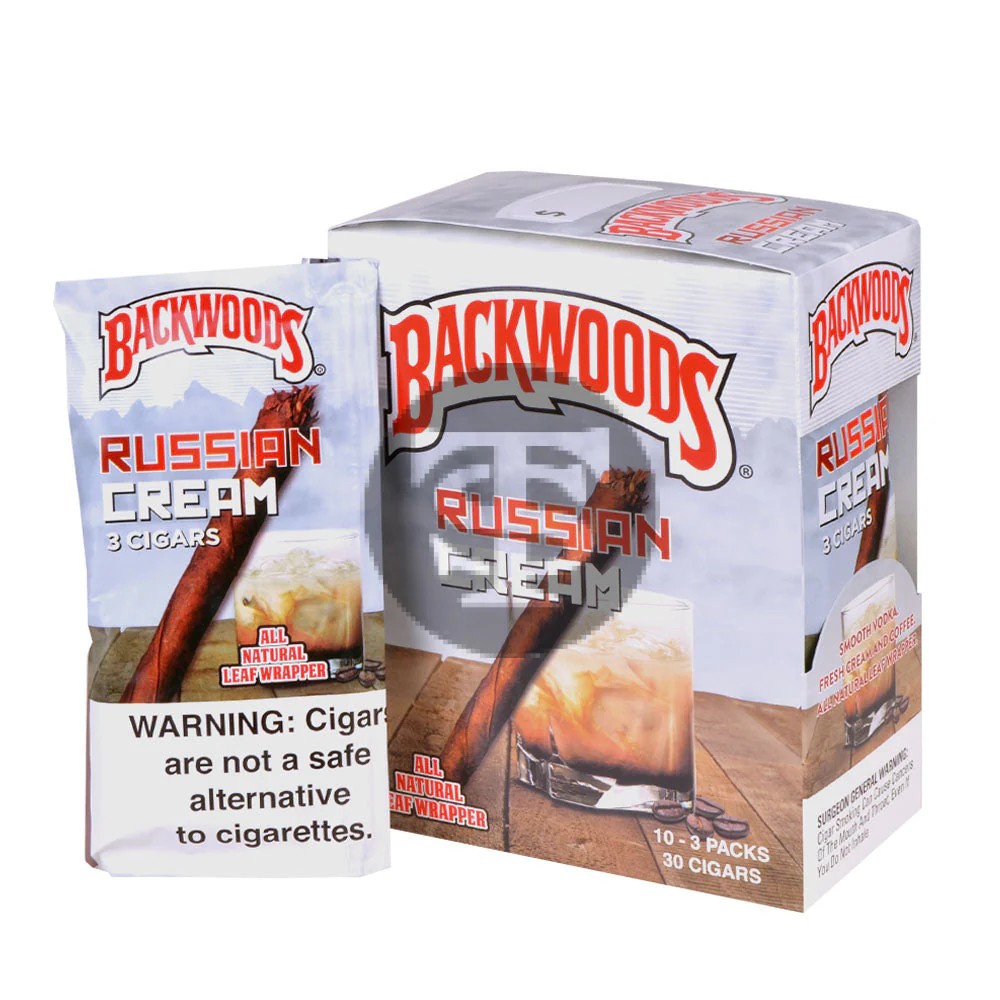 BACKWOODS®
RUSSIAN
CREAM
3 CIGARS
ALL
NATURAL
LEAF WRAPPER
WARNING: Cigars
are not a safe
alternative
to cigarettes.
$
BACKWOODS
RUSSIAN
CREAM
BACKWOODS®
RUSSIAN
CREAM
ALL
NATURAL
LEAF WRAPPER
10 - 3 PACKS
30 CIGARS
BACKWOODS
RUSSIAN
CREAM
3 CIGARS
SMOOTH VODKA,
FRESH CREAM AND COFFEE,
ALL NATURAL LEAF WRAPPER
SURGEON GENERAL WARNING:
Cigar Smoking Can Cause Cancers
Of The Mouth And Throat, Even If
You Do Not Inhale